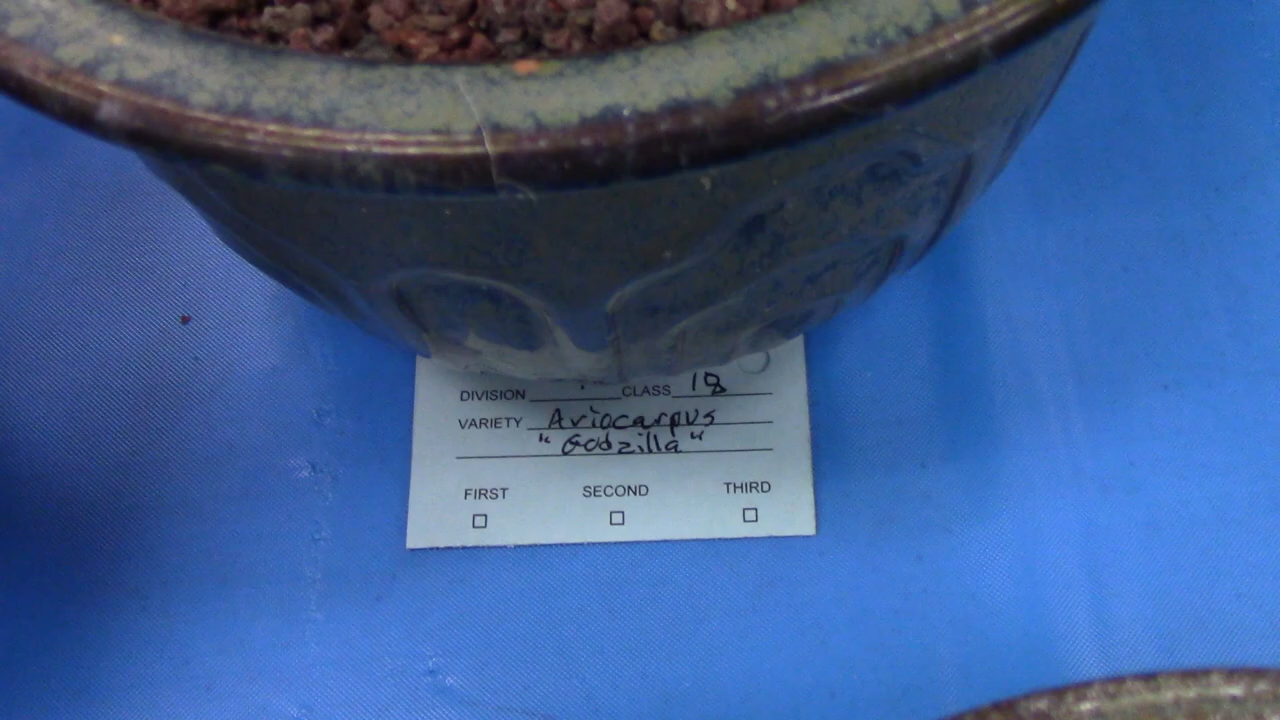 DIVISION CLASS 18
VARIETY Ariocarpus
"Godzilla"
FIRST SECOND THIRD